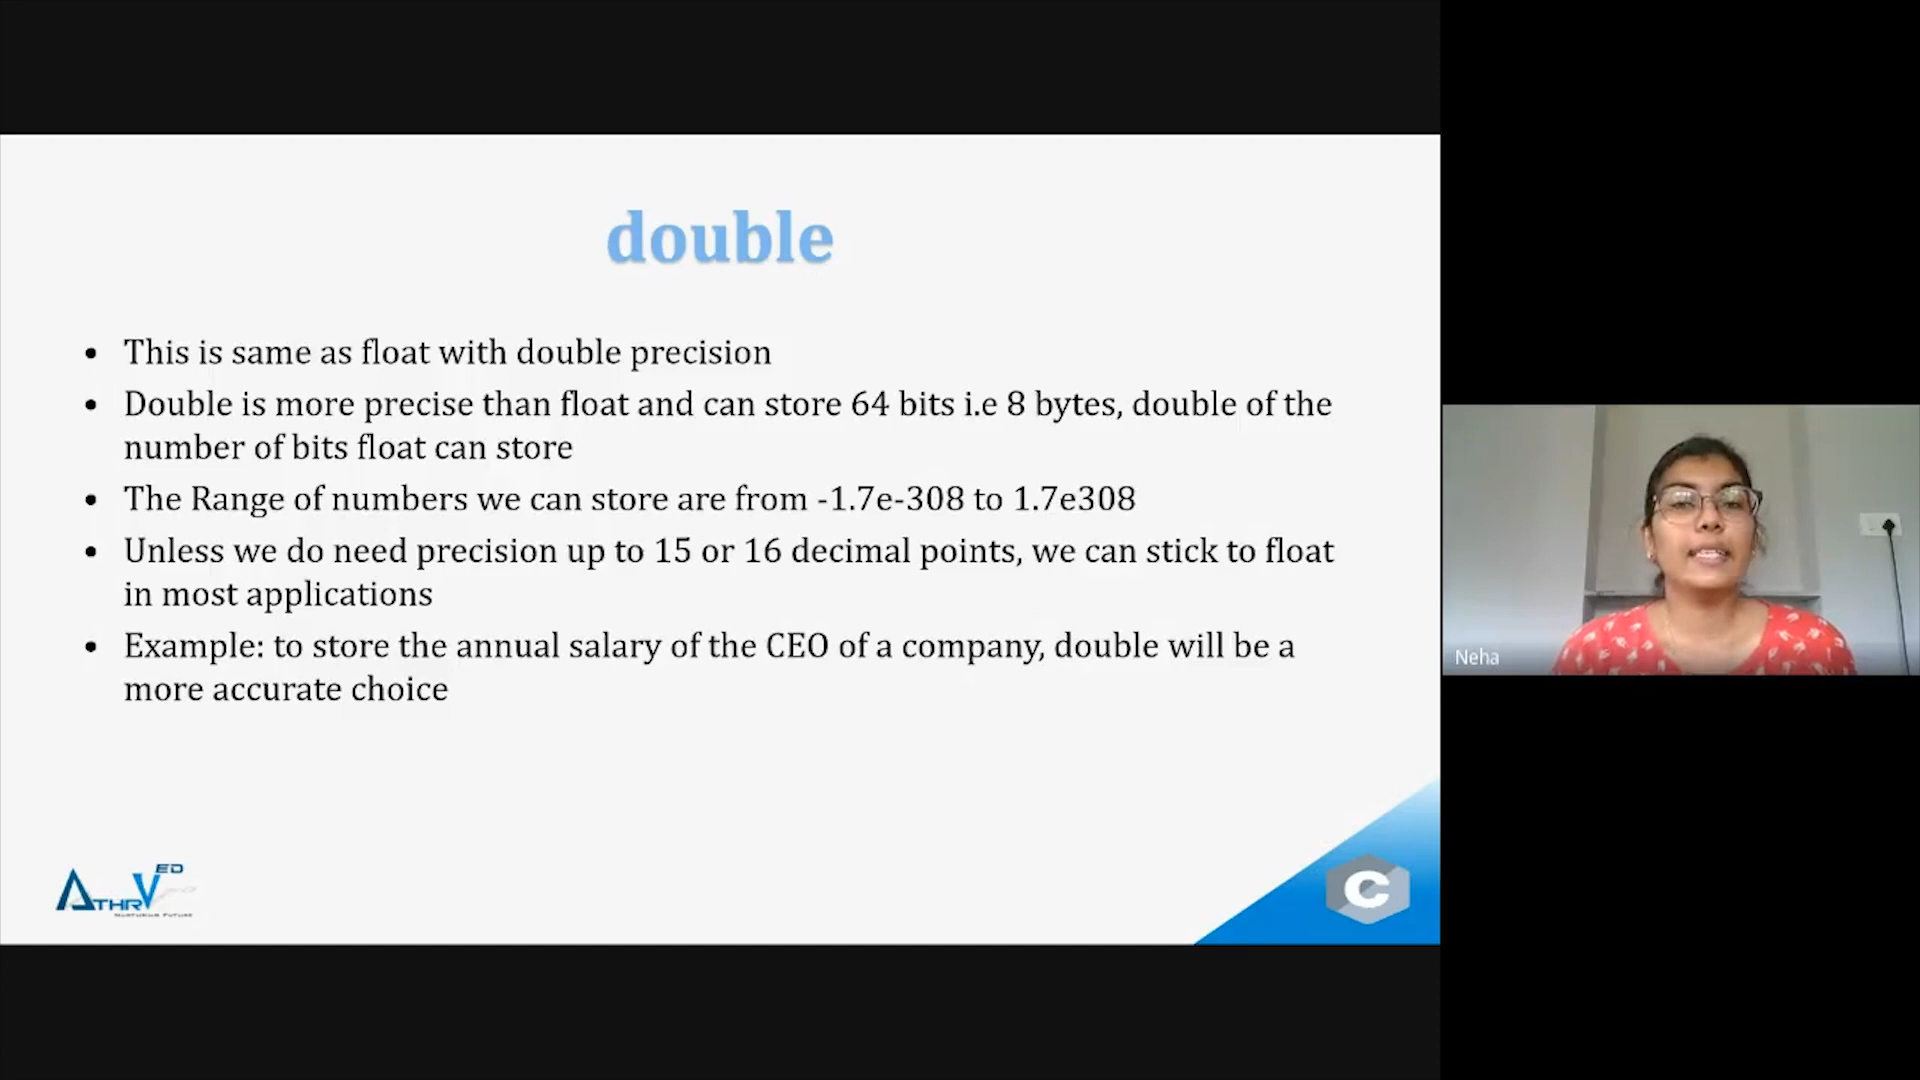 double
• This is same as float with double precision
• Double is more precise than float and can store 64 bits i.e 8 bytes, double of the
number of bits float can store
• The Range of numbers we can store are from -1.7e-308 to 1.7e308
• Unless we do need precision up to 15 or 16 decimal points, we can stick to float
in most applications
• Example: to store the annual salary of the CEO of a company, double will be a
more accurate choice
Neha
ATHRVED
NURTURING FUTURE
C